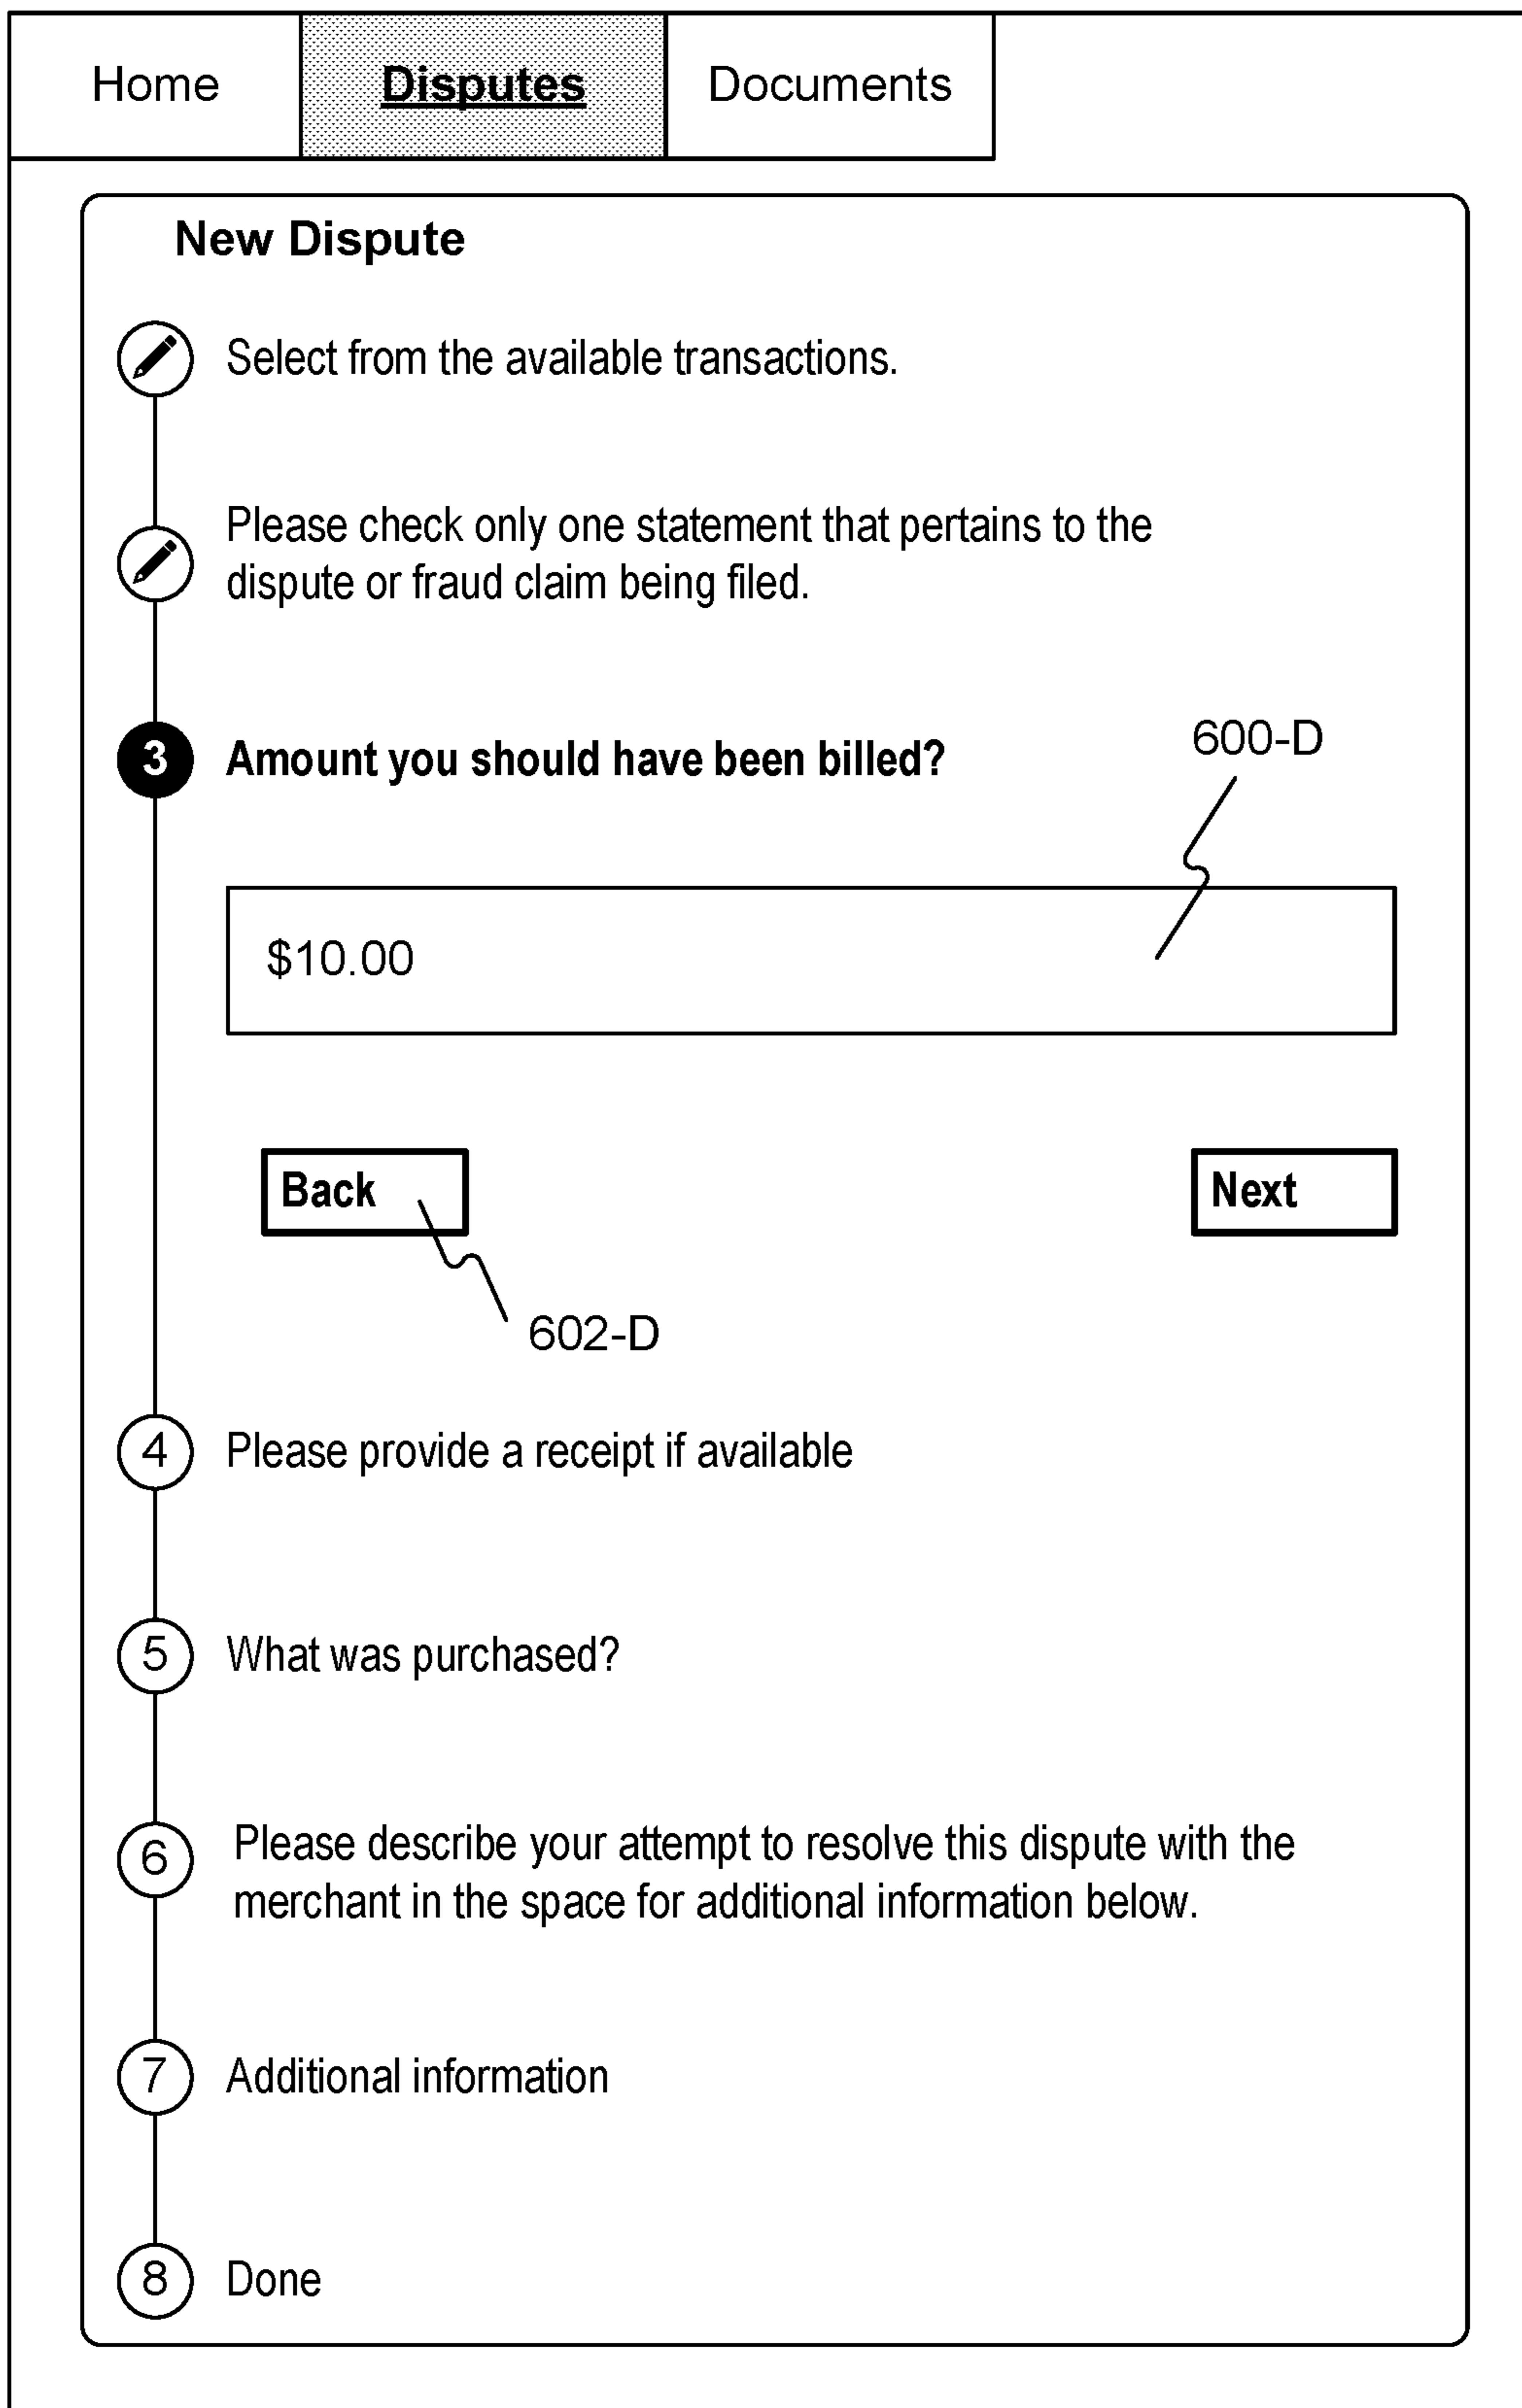 Home Disputes Documents
New Dispute
Select from the available transactions.
Please check only one statement that pertains to the
dispute or fraud claim being filed.
600-D
3 Amount you should have been billed?
$10.00
Back Next
602-D
4 Please provide a receipt if available
5 What was purchased?
6 Please describe your attempt to resolve this dispute with the
merchant in the space for additional information below.
7 Additional information
8 Done